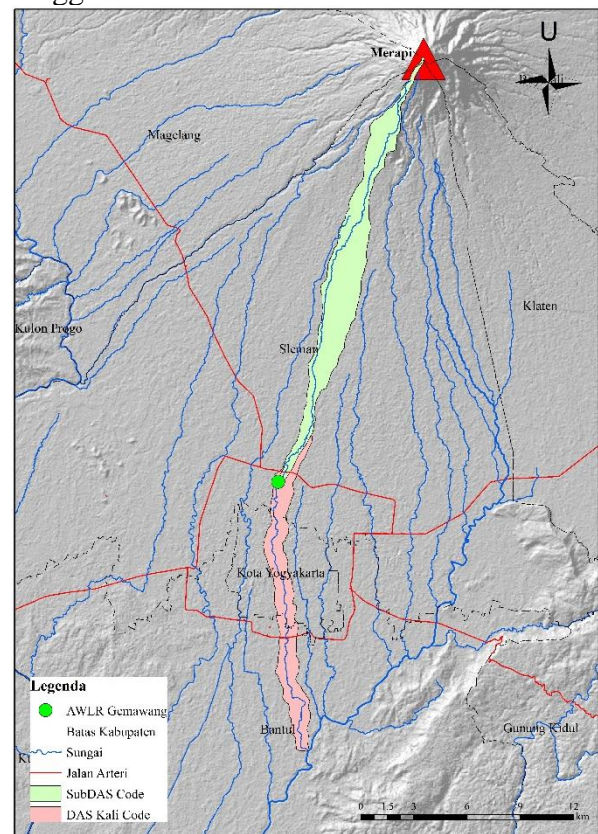 Merapi
U
Magelang
Kulon Progo
Klaten
Sleman
Kota Yogyakarta
Bantul
Gunung Kidul
Legenda
AWLR Gemawang
Batas Kabupaten
Sungai
Jalan Arteri
SubDAS Code
DAS Kali Code
0 1.5 3 6 9 12
km